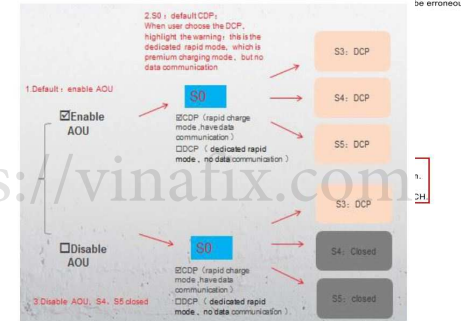 be erroneou
2.S0：default CDP；
When user choose the DCP,
highlight the warning：this is the
dedicated rapid mode, which is
premium charging mode, but no
data communication
1.Default：enable AOU
☑Enable
AOU
S0
☑CDP（rapid charge
mode ,have data
communication）
☐DCP（ dedicated rapid
mode，no data communication ）
S3：DCP
S4：DCP
S5：DCP
s://vinafix.com
h.
CH.
☐Disable
AOU
S0
☑CDP（rapid charge
mode ,have data
communication）
☐DCP（ dedicated rapid
mode，no data communication ）
S3：DCP
S4：Closed
S5：closed
3.Disable AOU，S4、S5 closed